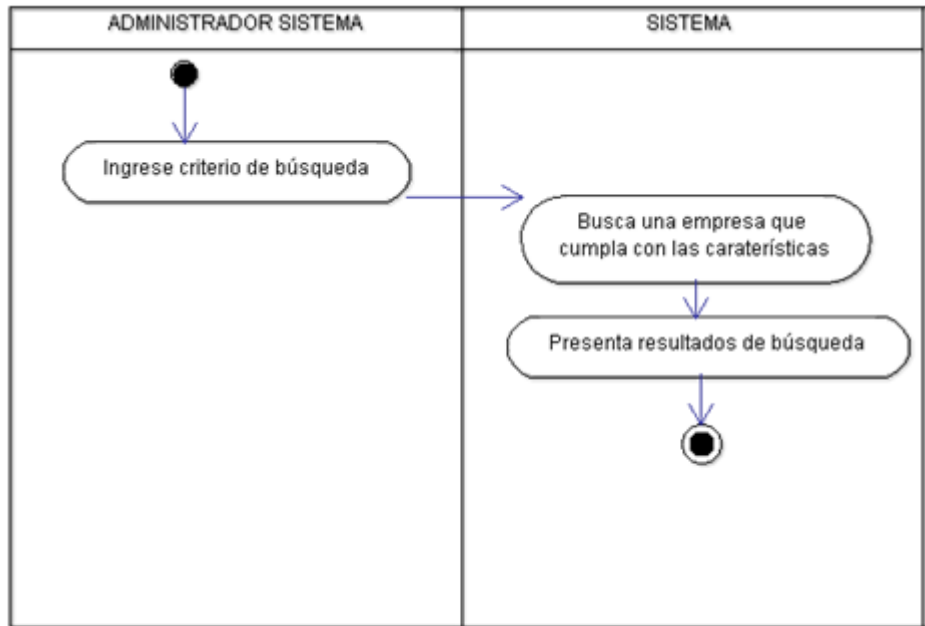 ADMINISTRADOR SISTEMA
SISTEMA
Ingrese criterio de búsqueda
Busca una empresa que
cumpla con las caraterísticas
Presenta resultados de búsqueda